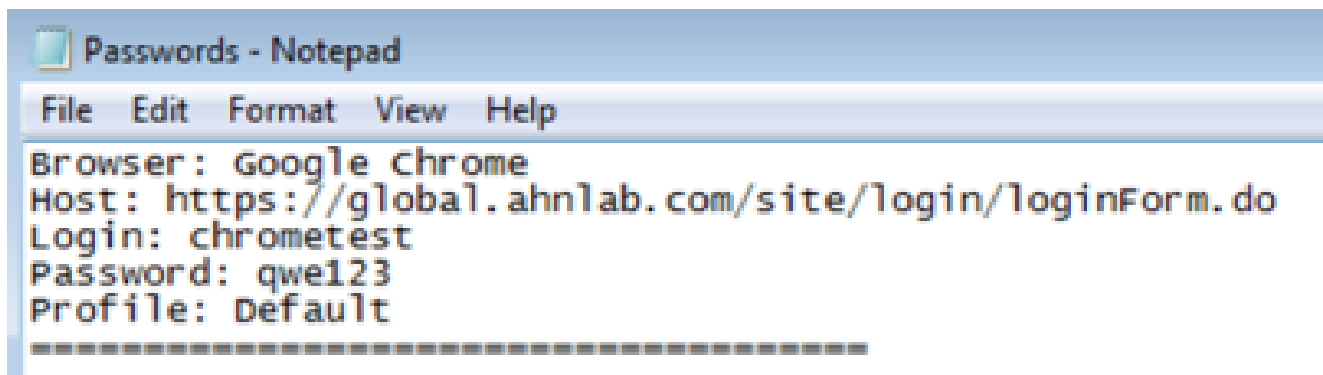 Passwords - Notepad
File Edit Format View Help
Browser: Google Chrome
Host: https://global.ahnlab.com/site/login/loginForm.do
Login: chrometest
Password: qwe123
Profile: Default
=====================================